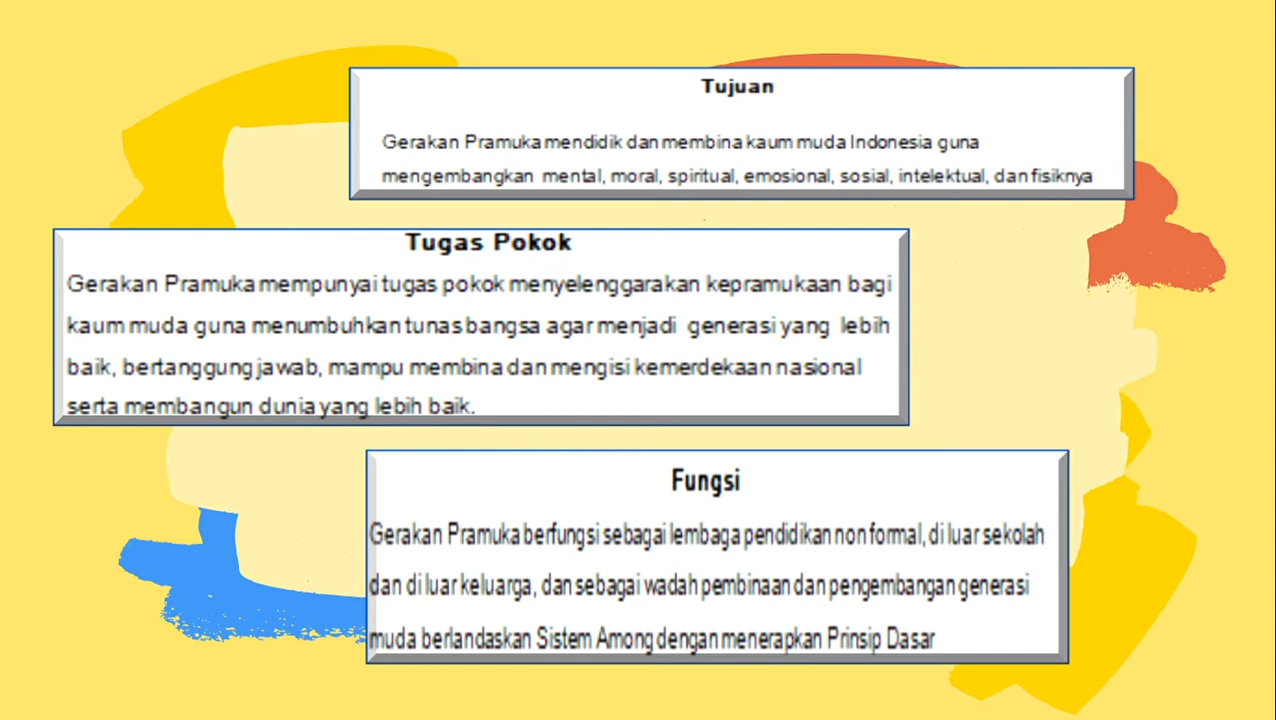 Tujuan
Gerakan Pramuka mendidik dan membina kaum muda Indonesia guna
mengembangkan mental, moral, spiritual, emosional, sosial, intelektual, dan fisiknya
Tugas Pokok
Gerakan Pramuka mempunyai tugas pokok menyelenggarakan kepramukaan bagi
kaum muda guna menumbuhkan tunas bangsa agar menjadi generasi yang lebih
baik, bertanggung jawab, mampu membina dan mengisi kemerdekaan nasional
serta membangun dunia yang lebih baik.
Fungsi
Gerakan Pramuka berfungsi sebagai lembaga pendidikan non formal, di luar sekolah
dan di luar keluarga, dan sebagai wadah pembinaan dan pengembangan generasi
muda berlandaskan Sistem Among dengan menerapkan Prinsip Dasar